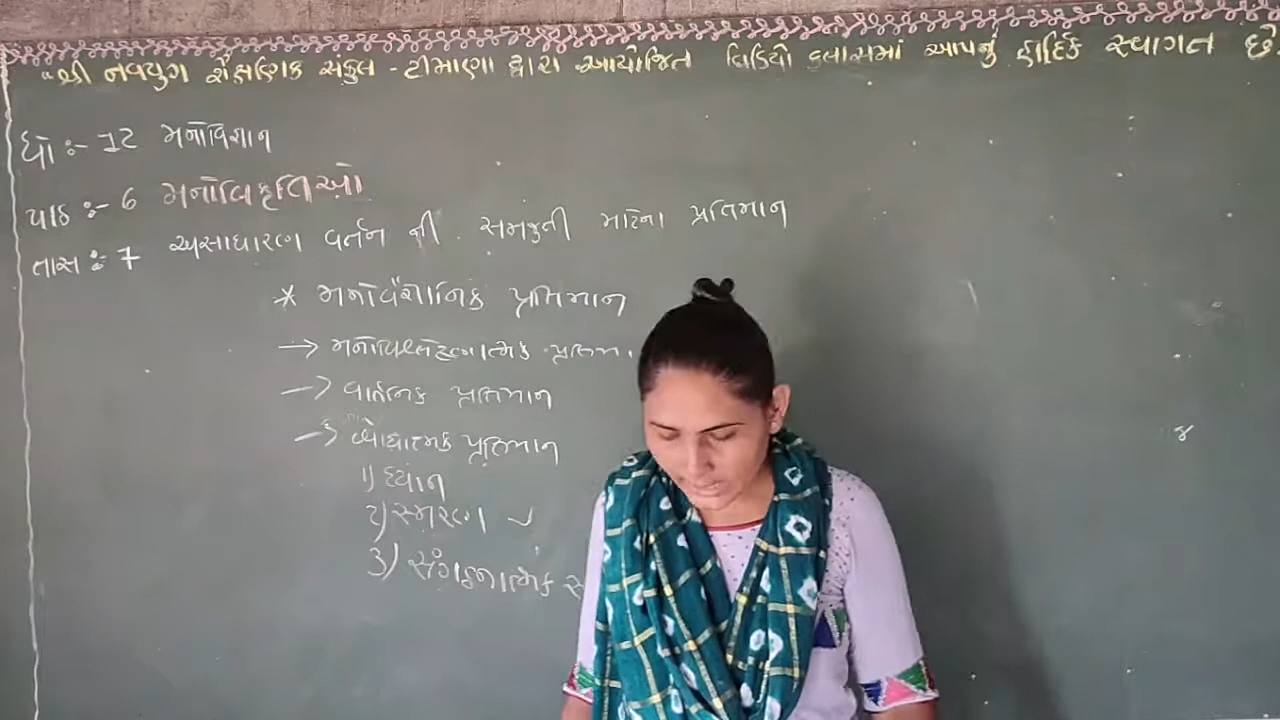 "શ્રી નવયુગ શૈક્ષણિક સંકુલ - ટીમાણા દ્વારા આયોજિત વિડિયો ક્લાસમાં આપનું હાર્દિક સ્વાગત છે
ધો :- 12 મનોવિજ્ઞાન
પાઠ :- 6 મનોવિકૃતિઓ
તાસ :- 7 અસાધારણ વર્તન ની સમજુતી માટેના પ્રતિમાન
* મનોવૈજ્ઞાનિક પ્રતિમાન
→ મનોવિશ્લેષણાત્મક
→ વાર્તનિક પ્રતિમાન
→ બોધાત્મક પ્રતિમાન
1) ધ્યાન
2) સ્મરણ ✓
3) સંગઠનાત્મક